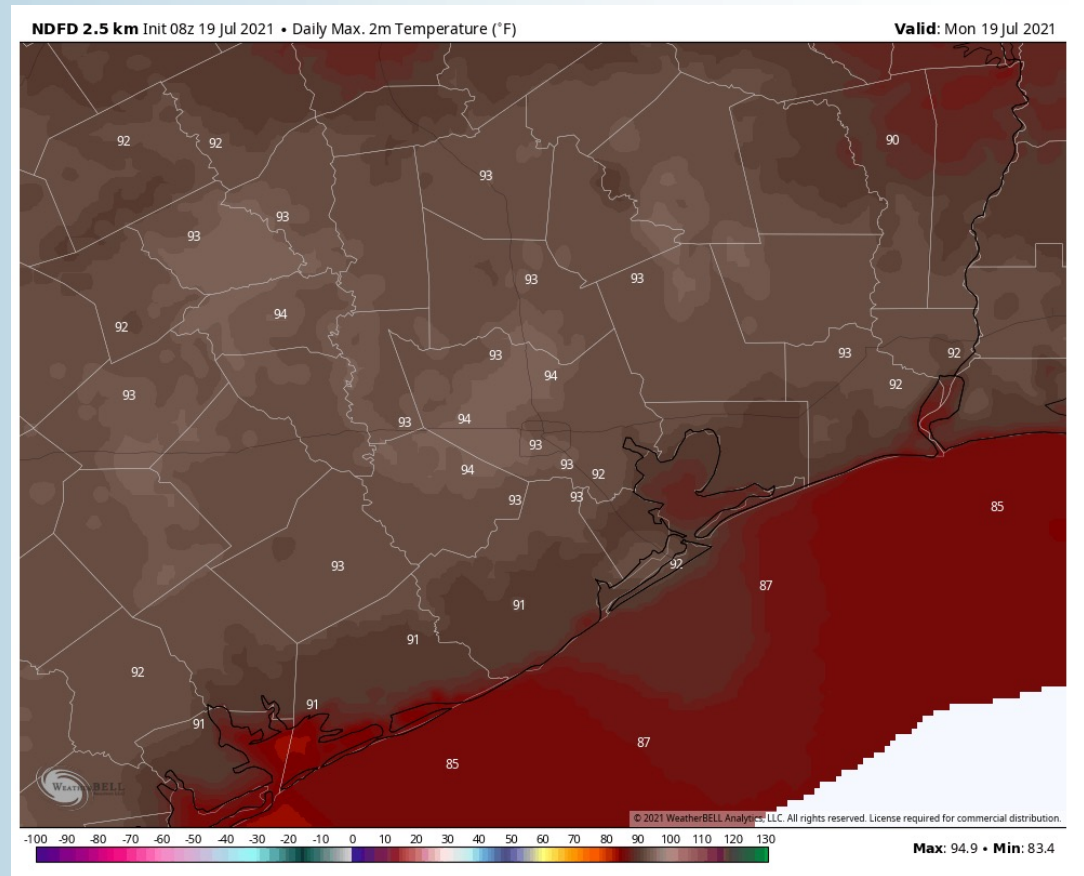 NDFD 2.5 km Init 08z 19 Jul 2021 • Daily Max. 2m Temperature (˚F) Valid: Mon 19 Jul 2021
92 92 90
93
93 93
93 93
94
92
93 93 92
94 92
93
93 94
93
94 93 92
93 93
85
93 92
87
91
91
92
91
91
87
85
WEATHERBELL
© 2021 WeatherBELL Analytics, LLC. All rights reserved. License required for commercial distribution.
-100 -90 -80 -70 -60 -50 -40 -30 -20 -10 0 10 20 30 40 50 60 70 80 90 100 110 120 130
Max: 94.9 • Min: 83.4